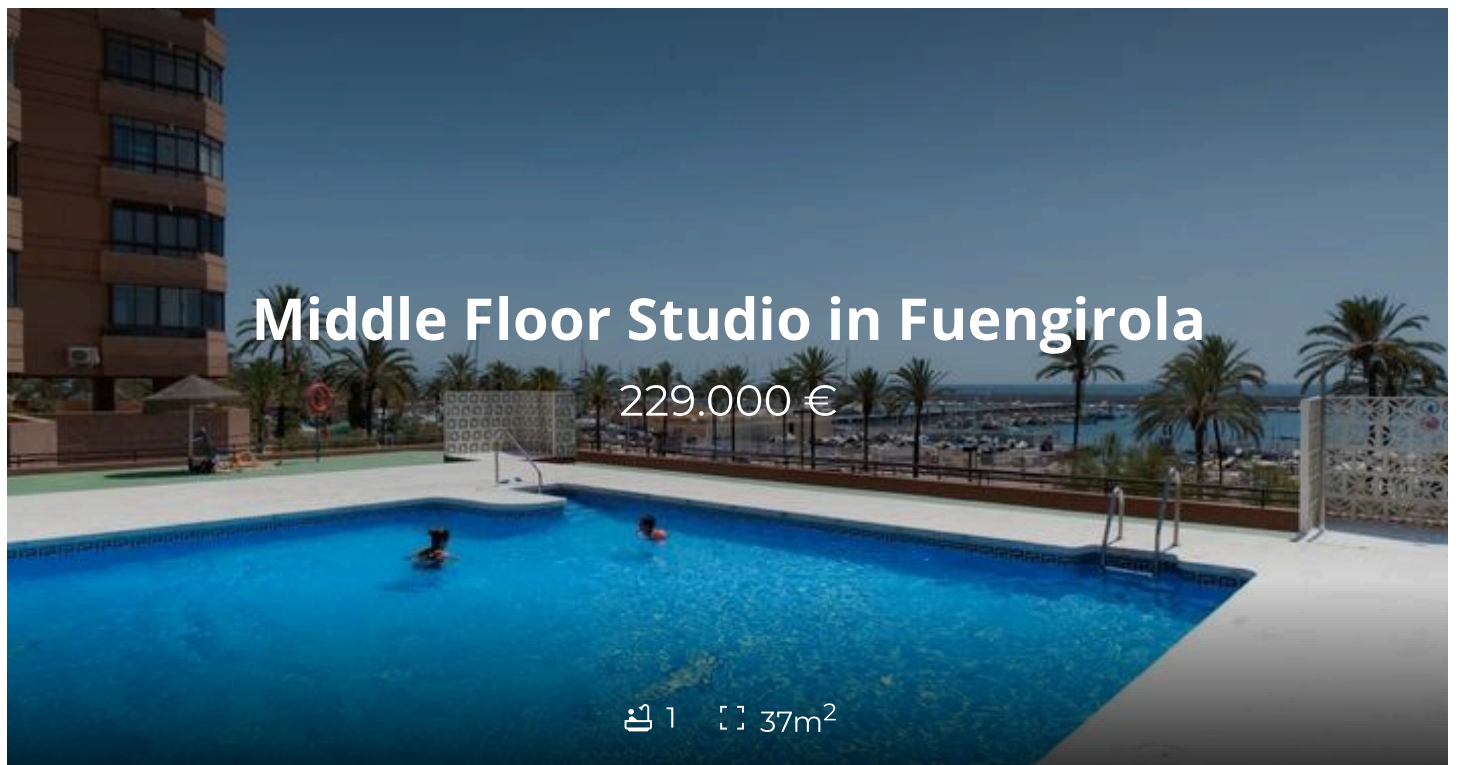 Middle Floor Studio in Fuengirola
229.000 €
1 37m²